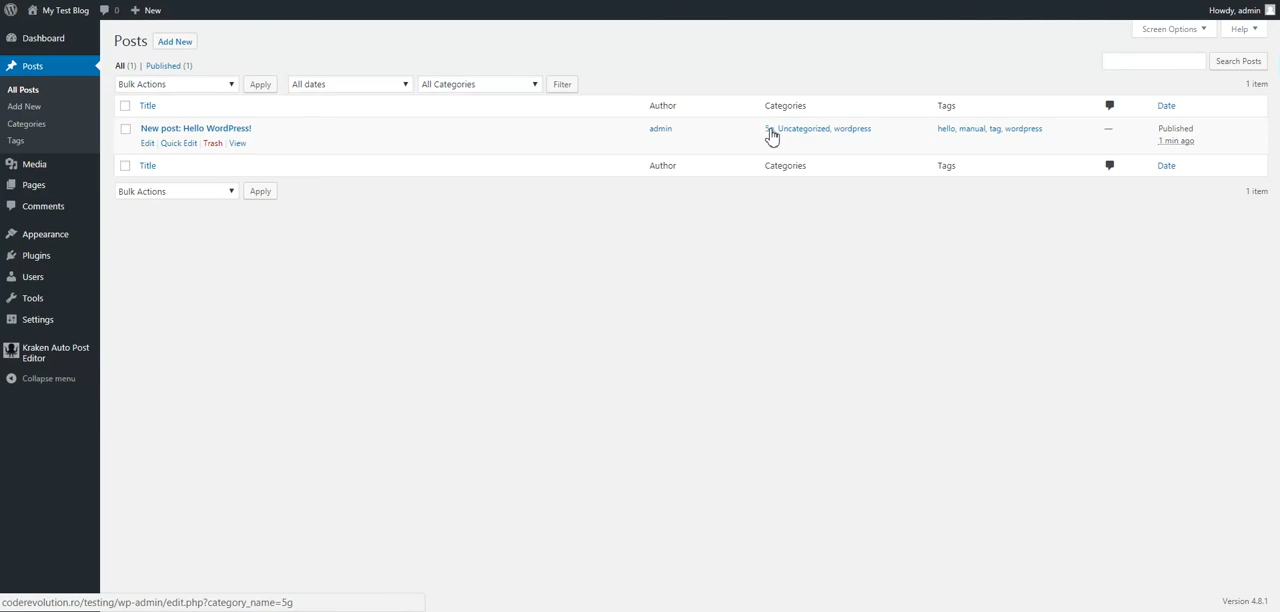 My Test Blog 0 New Howdy, admin
Dashboard
Posts
All Posts
Add New
Categories
Tags
Media
Pages
Comments
Appearance
Plugins
Users
Tools
Settings
Kraken Auto Post
Editor
Collapse menu
Screen Options Help
Posts Add New
All (1) | Published (1)
Search Posts
Bulk Actions Apply All dates All Categories Filter 1 item
Title Author Categories Tags Date
New post: Hello WordPress! admin Uncategorized, wordpress hello, manual, tag, wordpress — Published
Edit | Quick Edit | Trash | View 1 min ago
Title Author Categories Tags Date
Bulk Actions Apply 1 item
coderevolution.ro/testing/wp-admin/edit.php?category_name=5g
Version 4.8.1